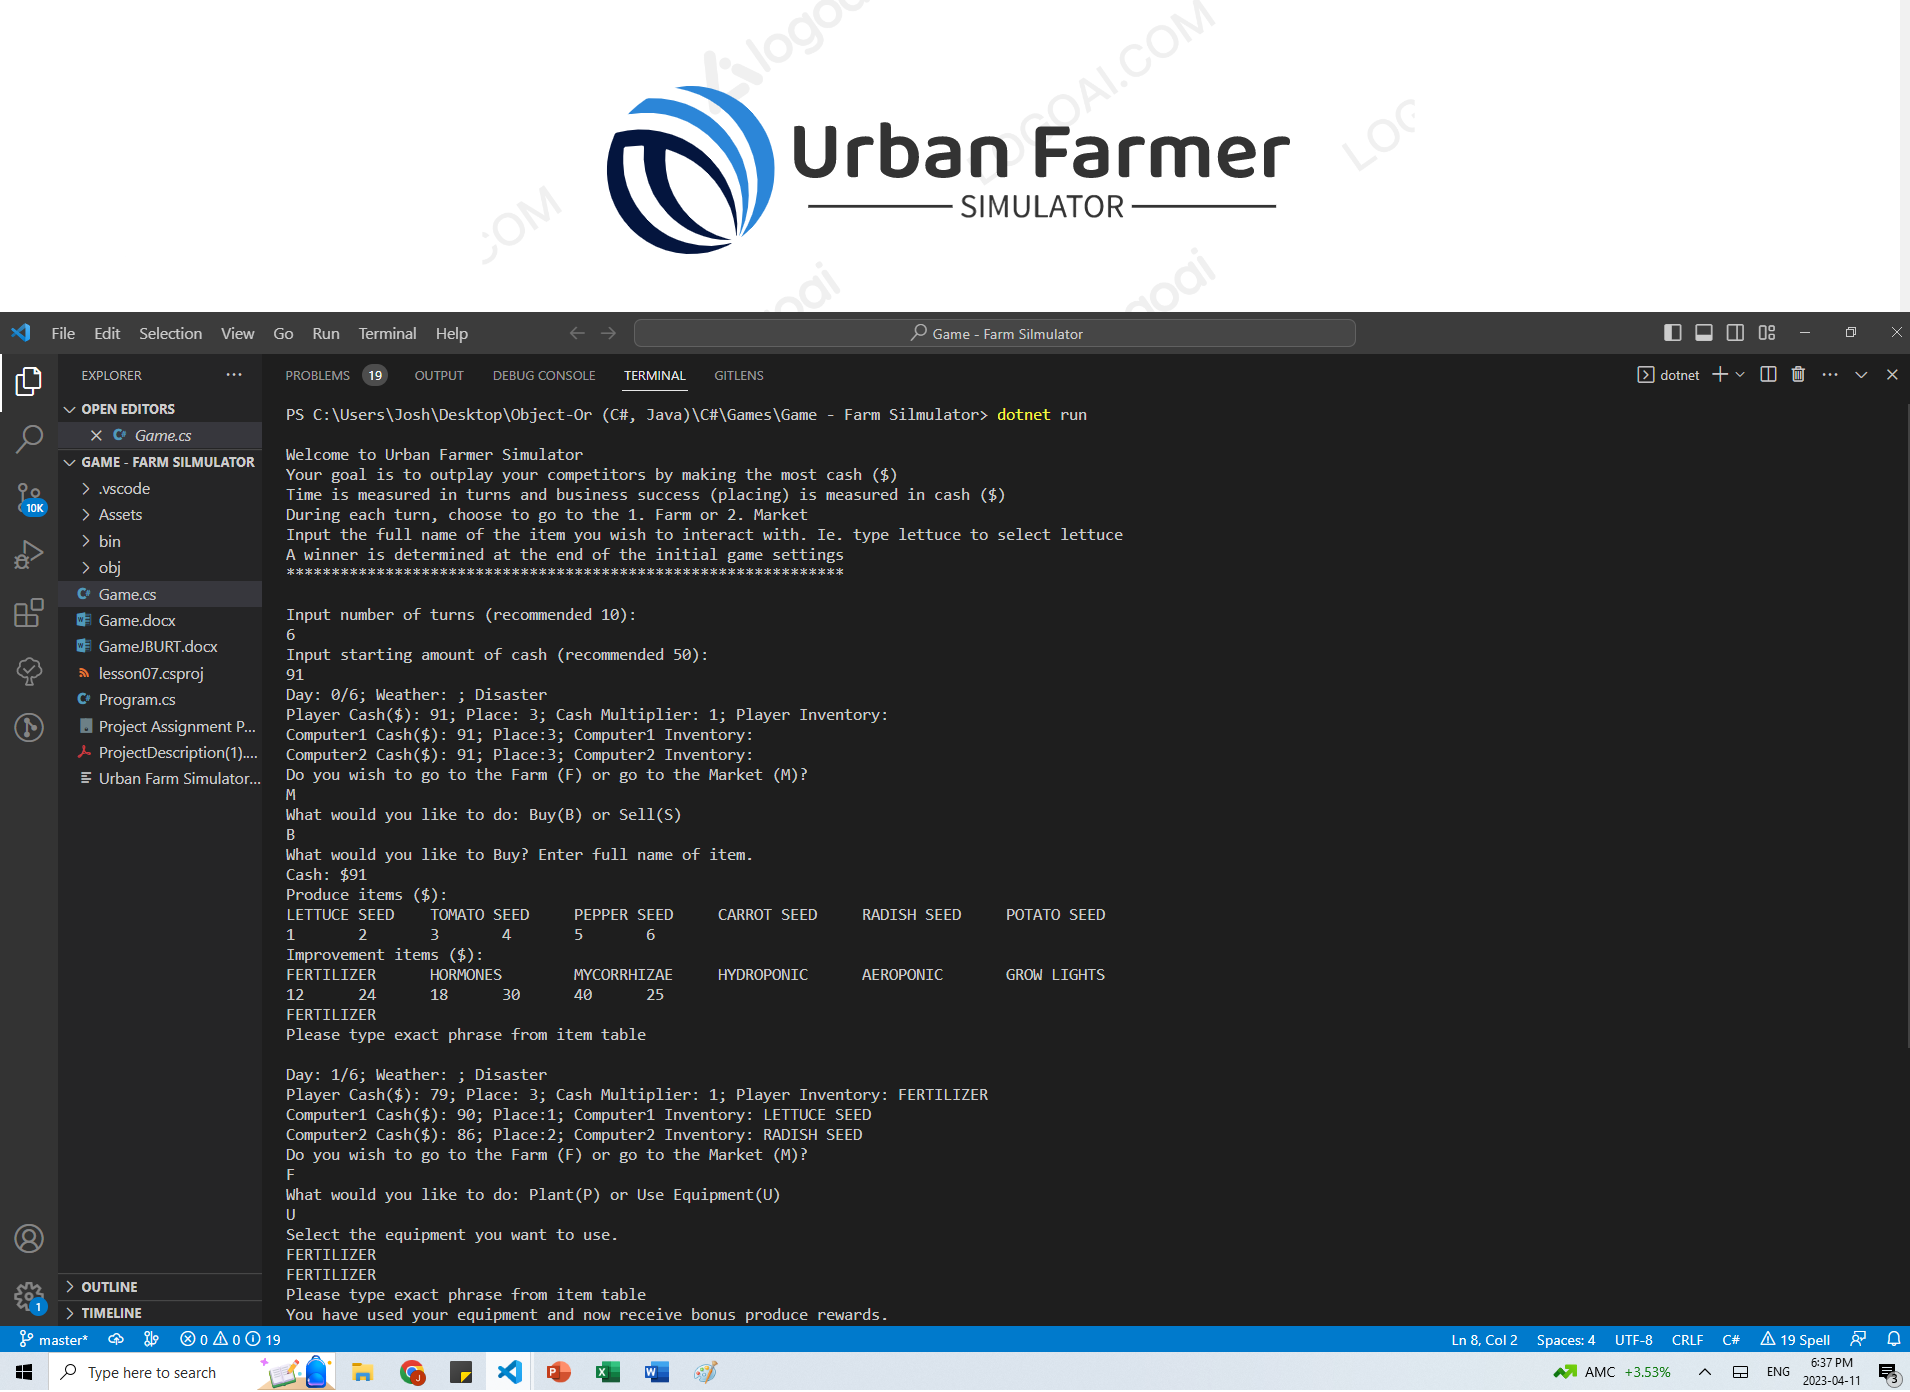 logoai
LOGOAI.COM
LOG
.COM
Urban Farmer
SIMULATOR
logoai
logoai
File Edit Selection View Go Run Terminal Help
Game - Farm Silmulator
EXPLORER
PROBLEMS 19 OUTPUT DEBUG CONSOLE TERMINAL GITLENS
dotnet
OPEN EDITORS
Game.cs
GAME - FARM SILMULATOR
.vscode
Assets
bin
obj
Game.cs
Game.docx
GameJBURT.docx
lesson07.csproj
Program.cs
Project Assignment P...
ProjectDescription(1)....
Urban Farm Simulator...
OUTLINE
TIMELINE
10K
1
PS C:\Users\Josh\Desktop\Object-Or (C#, Java)\C#\Games\Game - Farm Silmulator> dotnet run
Welcome to Urban Farmer Simulator
Your goal is to outplay your competitors by making the most cash ($)
Time is measured in turns and business success (placing) is measured in cash ($)
During each turn, choose to go to the 1. Farm or 2. Market
Input the full name of the item you wish to interact with. Ie. type lettuce to select lettuce
A winner is determined at the end of the initial game settings
**************************************************************
Input number of turns (recommended 10):
6
Input starting amount of cash (recommended 50):
91
Day: 0/6; Weather: ; Disaster
Player Cash($): 91; Place: 3; Cash Multiplier: 1; Player Inventory:
Computer1 Cash($): 91; Place:3; Computer1 Inventory:
Computer2 Cash($): 91; Place:3; Computer2 Inventory:
Do you wish to go to the Farm (F) or go to the Market (M)?
M
What would you like to do: Buy(B) or Sell(S)
B
What would you like to Buy? Enter full name of item.
Cash: $91
Produce items ($):
LETTUCE SEED TOMATO SEED PEPPER SEED CARROT SEED RADISH SEED POTATO SEED
1 2 3 4 5 6
Improvement items ($):
FERTILIZER HORMONES MYCORRHIZAE HYDROPONIC AEROPONIC GROW LIGHTS
12 24 18 30 40 25
FERTILIZER
Please type exact phrase from item table
Day: 1/6; Weather: ; Disaster
Player Cash($): 79; Place: 3; Cash Multiplier: 1; Player Inventory: FERTILIZER
Computer1 Cash($): 90; Place:1; Computer1 Inventory: LETTUCE SEED
Computer2 Cash($): 86; Place:2; Computer2 Inventory: RADISH SEED
Do you wish to go to the Farm (F) or go to the Market (M)?
F
What would you like to do: Plant(P) or Use Equipment(U)
U
Select the equipment you want to use.
FERTILIZER
FERTILIZER
Please type exact phrase from item table
You have used your equipment and now receive bonus produce rewards.
master* 0 0 19 Ln 8, Col 2 Spaces: 4 UTF-8 CRLF C# 19 Spell
Type here to search
AMC +3.53% ENG 6:37 PM
2023-04-11 3